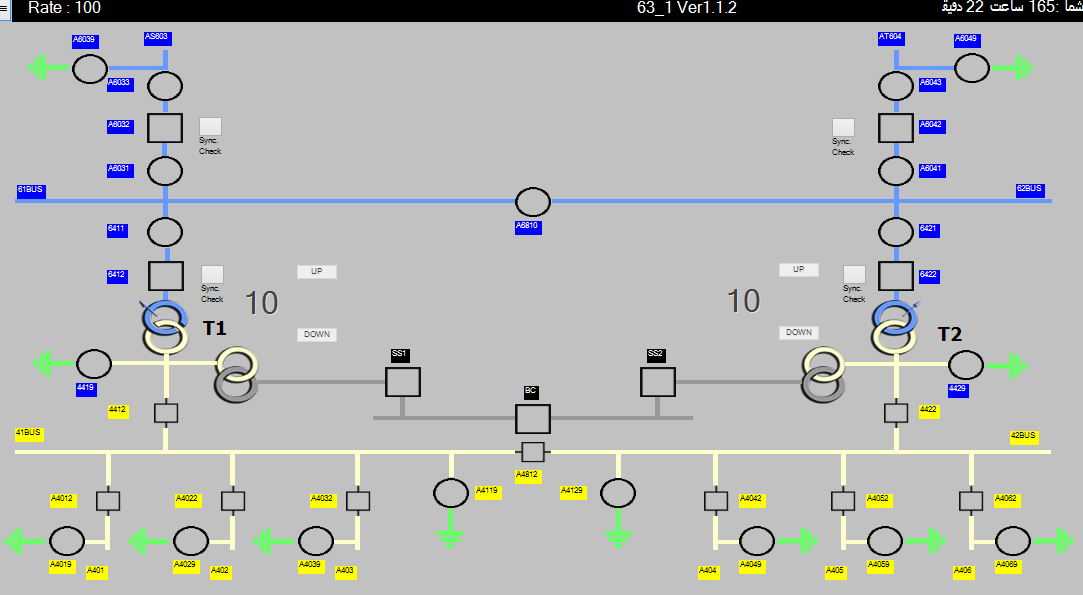 Rate : 100
63_1 Ver1.1.2
شما :165 ساعت 22 دقیقا
A6039
AS603
AT604
A6049
A6033
A6043
A6032
Sync.
Check
Sync.
Check
A6042
A6031
A6041
61BUS
62BUS
A6810
6411
6421
6412
Sync.
Check
UP
10
UP
10
Sync.
Check
6422
T1
DOWN
DOWN
T2
SS1
SS2
4419
BC
4429
4412
4422
41BUS
42BUS
A4812
A4012
A4022
A4032
A4119
A4129
A4042
A4052
A4062
A4019
A401
A4029
A402
A4039
A403
A404
A4049
A405
A4059
A406
A4069